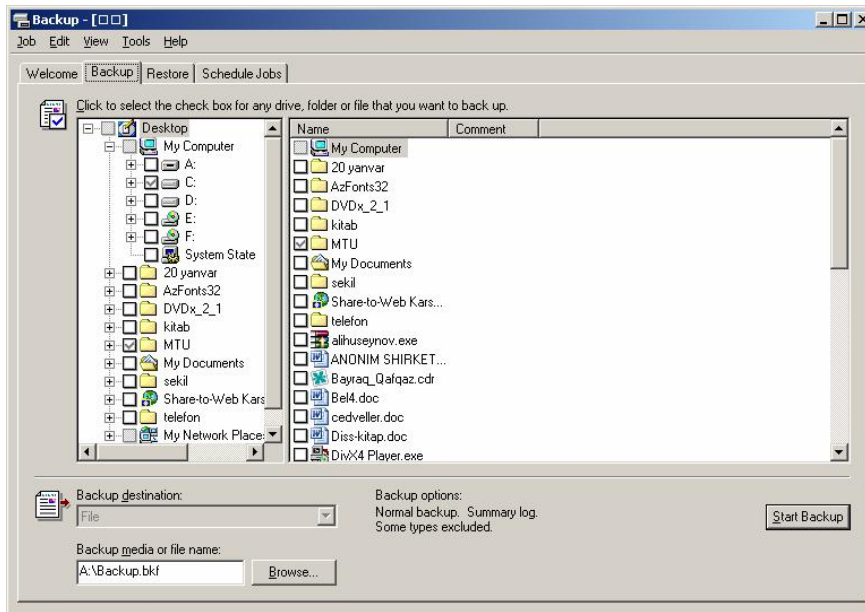 Backup - [□□]
Job Edit View Tools Help
Welcome Backup Restore Schedule Jobs
Click to select the check box for any drive, folder or file that you want to back up.
Desktop
My Computer
A:
C:
D:
E:
F:
System State
20 yanvar
AzFonts32
DVDx_2_1
kitab
MTU
My Documents
sekil
Share-to-Web Kars
telefon
My Network Place:
Name Comment
My Computer
20 yanvar
AzFonts32
DVDx_2_1
kitab
MTU
My Documents
sekil
Share-to-Web Kars...
telefon
alihuseynov.exe
ANONIM SHIRKET...
Bayraq_Qafqaz.cdr
Bel4.doc
cedveller.doc
Diss-kitap.doc
DivX4 Player.exe
Backup destination:
File
Backup media or file name:
A:\Backup.bkf
Browse...
Backup options:
Normal backup. Summary log.
Some types excluded.
Start Backup